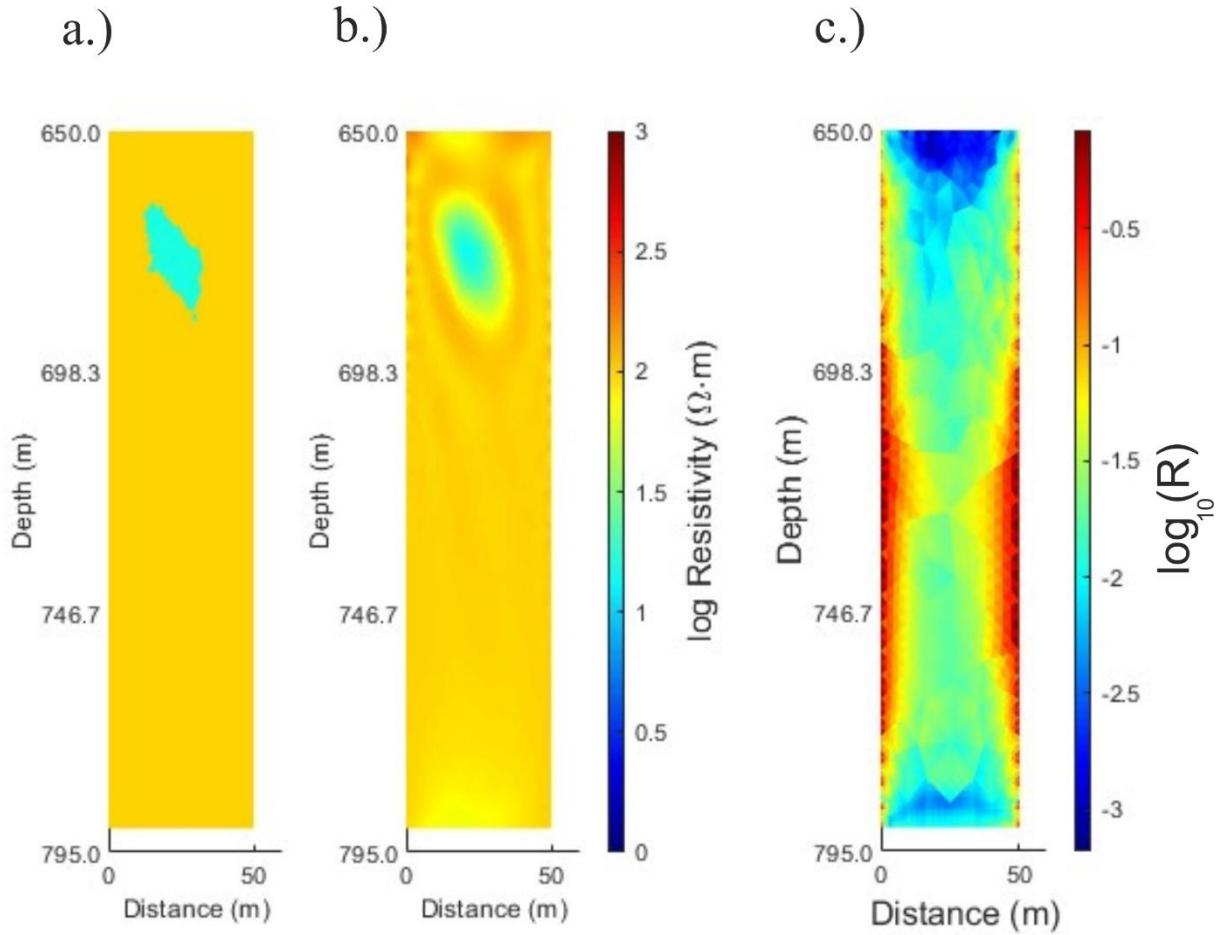 a.)
b.)
c.)
650.0
698.3
746.7
795.0
Depth (m)
0
50
Distance (m)
650.0
698.3
746.7
795.0
Depth (m)
0
50
Distance (m)
3
2.5
2
1.5
1
0.5
0
log Resistivity (Ω·m)
650.0
698.3
746.7
795.0
Depth (m)
0
50
Distance (m)
-0.5
-1
-1.5
-2
-2.5
-3
log10(R)